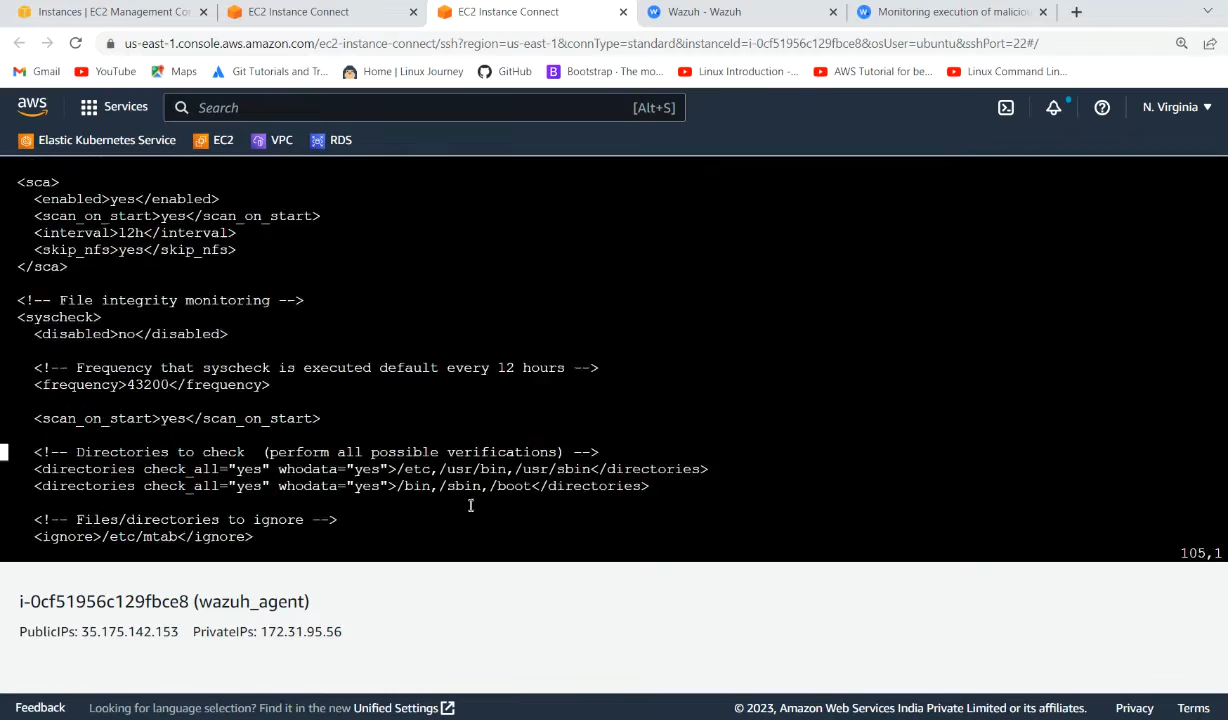 Instances | EC2 Management Cor
EC2 Instance Connect
EC2 Instance Connect
Wazuh - Wazuh
Monitoring execution of maliciou
us-east-1.console.aws.amazon.com/ec2-instance-connect/ssh?region=us-east-1&connType=standard&instanceId=i-0cf51956c129fbce8&osUser=ubuntu&sshPort=22#/
Gmail
YouTube
Maps
Git Tutorials and Tr...
Home | Linux Journey
GitHub
Bootstrap · The mo...
Linux Introduction -...
AWS Tutorial for be...
Linux Command Lin...
aws
Services
Search
[Alt+S]
N. Virginia
Elastic Kubernetes Service
EC2
VPC
RDS
<sca>
<enabled>yes</enabled>
<scan_on_start>yes</scan_on_start>
<interval>12h</interval>
<skip_nfs>yes</skip_nfs>
</sca>
<!-- File integrity monitoring -->
<syscheck>
<disabled>no</disabled>
<!-- Frequency that syscheck is executed default every 12 hours -->
<frequency>43200</frequency>
<scan_on_start>yes</scan_on_start>
<!-- Directories to check  (perform all possible verifications) -->
<directories check_all="yes" whodata="yes">/etc,/usr/bin,/usr/sbin</directories>
<directories check_all="yes" whodata="yes">/bin,/sbin,/boot</directories>
<!-- Files/directories to ignore -->
<ignore>/etc/mtab</ignore>
105,1
i-0cf51956c129fbce8 (wazuh_agent)
PublicIPs: 35.175.142.153 PrivateIPs: 172.31.95.56
Feedback
Looking for language selection? Find it in the new Unified Settings
© 2023, Amazon Web Services India Private Limited or its affiliates.
Privacy
Terms